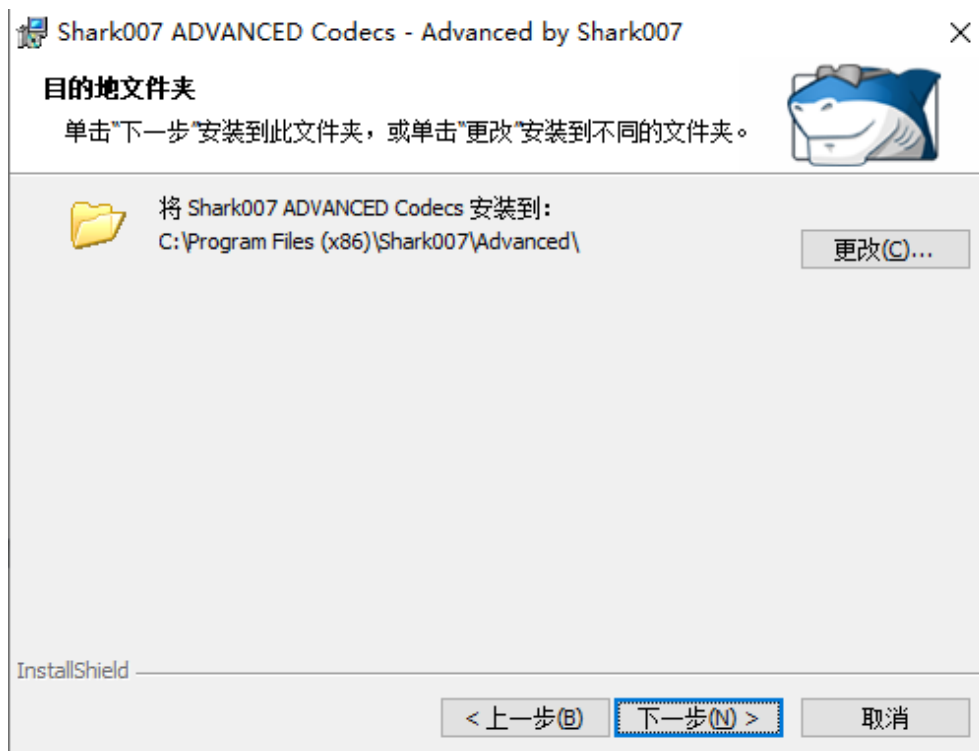 Shark007 ADVANCED Codecs - Advanced by Shark007
目的地文件夹
单击"下一步"安装到此文件夹，或单击"更改"安装到不同的文件夹。
将 Shark007 ADVANCED Codecs 安装到：
C:\Program Files (x86)\Shark007\Advanced\
更改(C)...
InstallShield
< 上一步(B)
下一步(N) >
取消